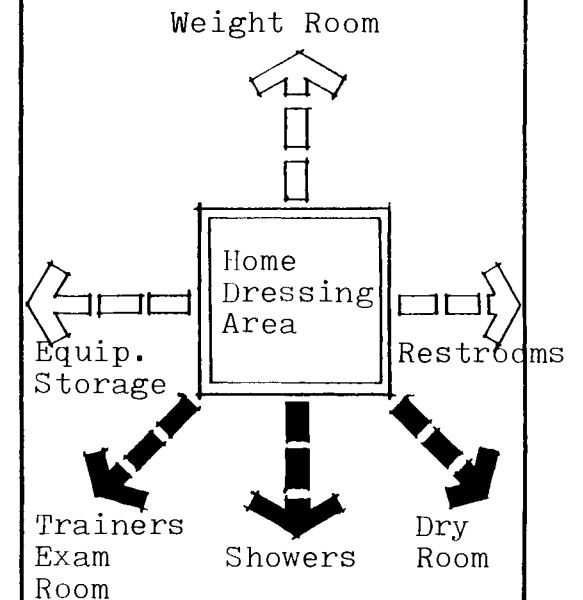 Weight Room
Home
Dressing
Area
Equip.
Storage
Restrooms
Trainers
Exam
Room
Showers
Dry
Room